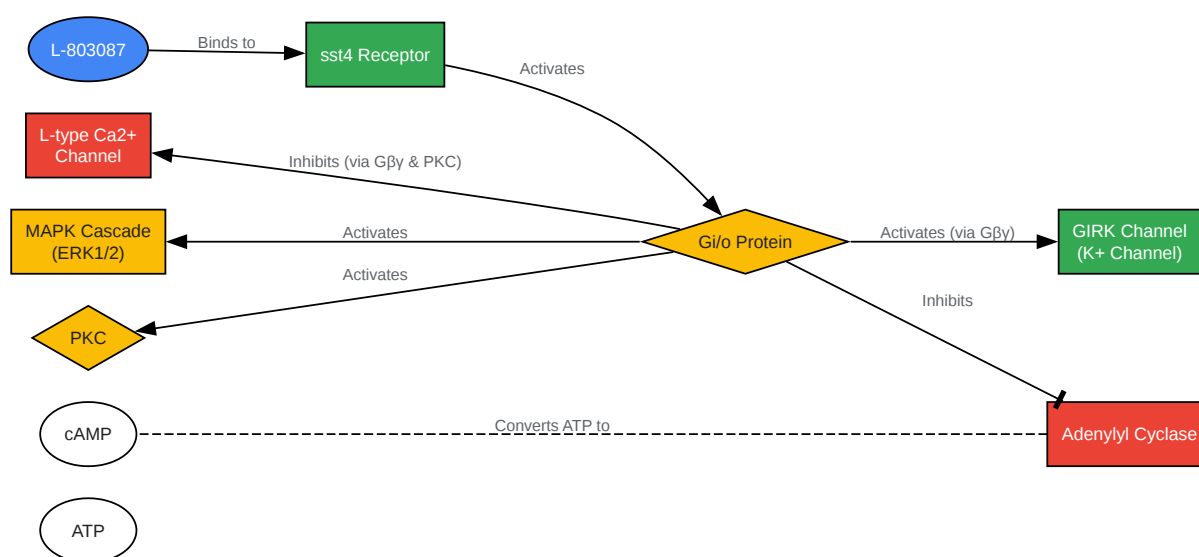 L-803087
Binds to
sst4 Receptor
Activates
L-type Ca2+
Channel
Inhibits (via Gβγ & PKC)
MAPK Cascade
(ERK1/2)
Activates
Gi/o Protein
Activates (via Gβγ)
GIRK Channel
(K+ Channel)
Activates
PKC
Inhibits
cAMP
Converts ATP to
Adenylyl Cyclase
ATP